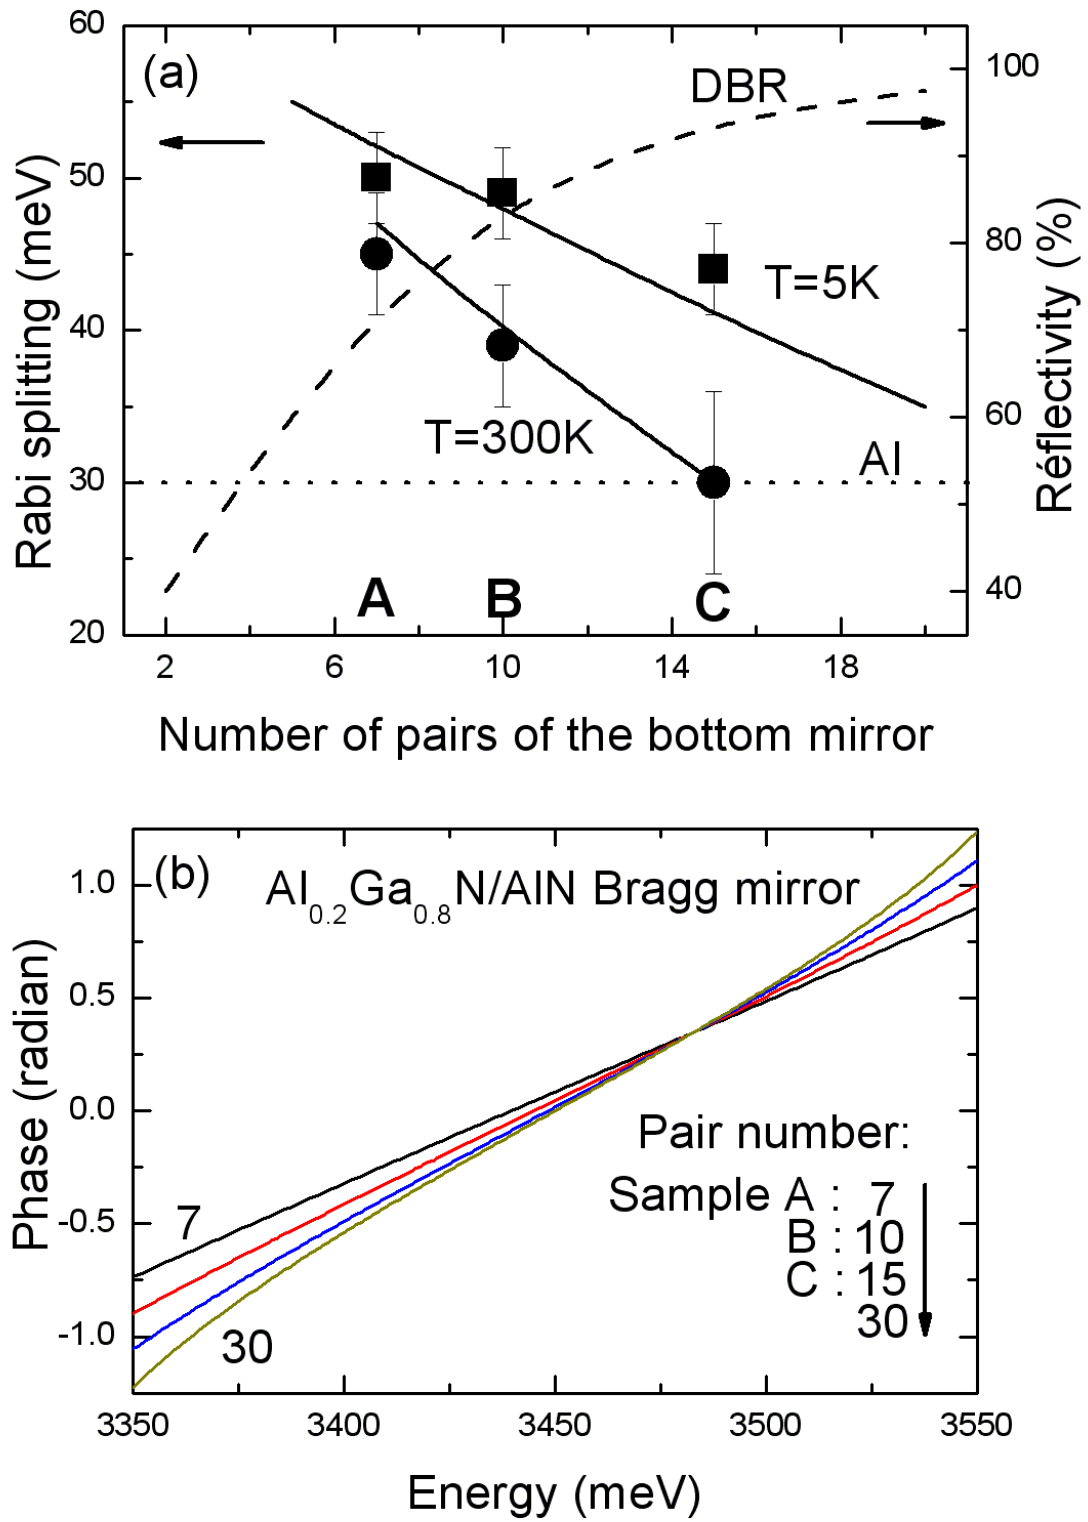 (a)
DBR
T=5K
T=300K
Al
A B C
60
50
40
30
20
Rabi splitting (meV)
100
80
60
40
Réflectivity (%)
2 6 10 14 18
Number of pairs of the bottom mirror
(b)
Al0.2Ga0.8N/AlN Bragg mirror
1.0
0.5
0.0
-0.5
-1.0
Phase (radian)
7
30
Pair number:
Sample A : 7
B : 10
C : 15
30
3350 3400 3450 3500 3550
Energy (meV)